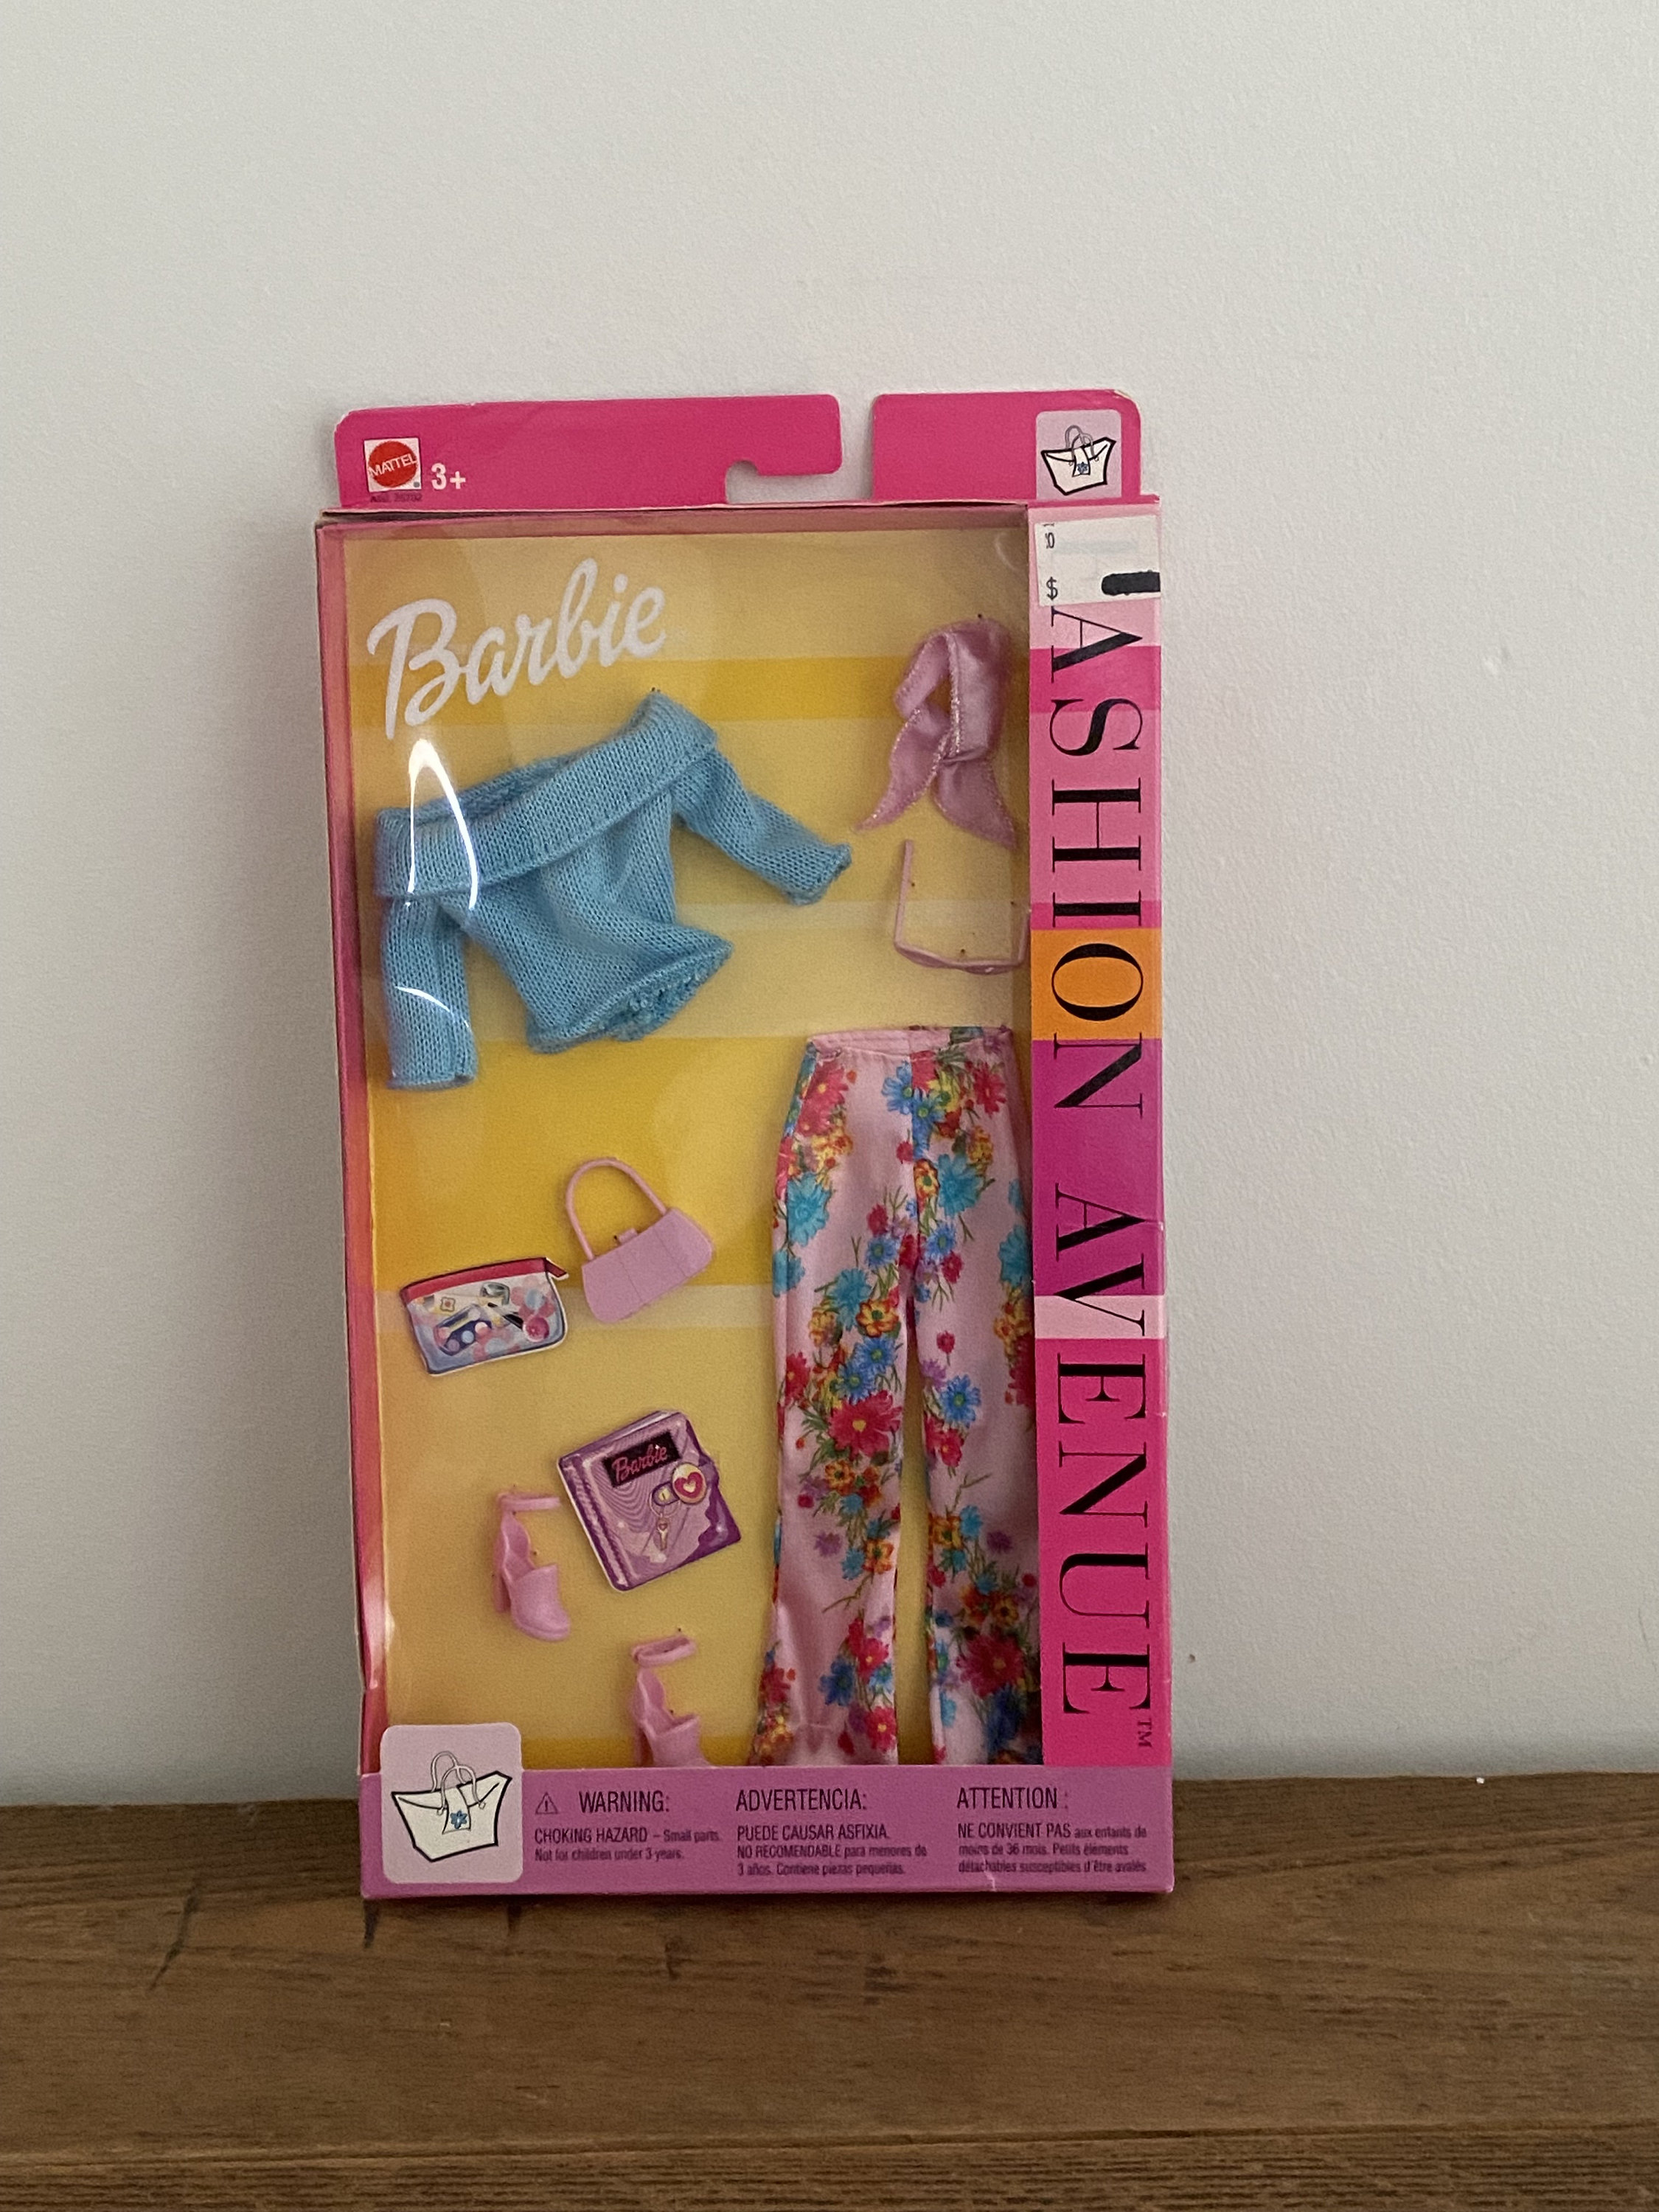 MATTEL
3+
$
Barbie
FASHION AVENUE™
Barbie
⚠ WARNING:
CHOKING HAZARD – Small parts.
Not for children under 3 years.
ADVERTENCIA:
PUEDE CAUSAR ASFIXIA.
NO RECOMENDABLE para menores de
3 años. Contiene piezas pequeñas.
ATTENTION :
NE CONVIENT PAS aux enfants de
moins de 36 mois. Petits éléments
détachables susceptibles d'être avalés.